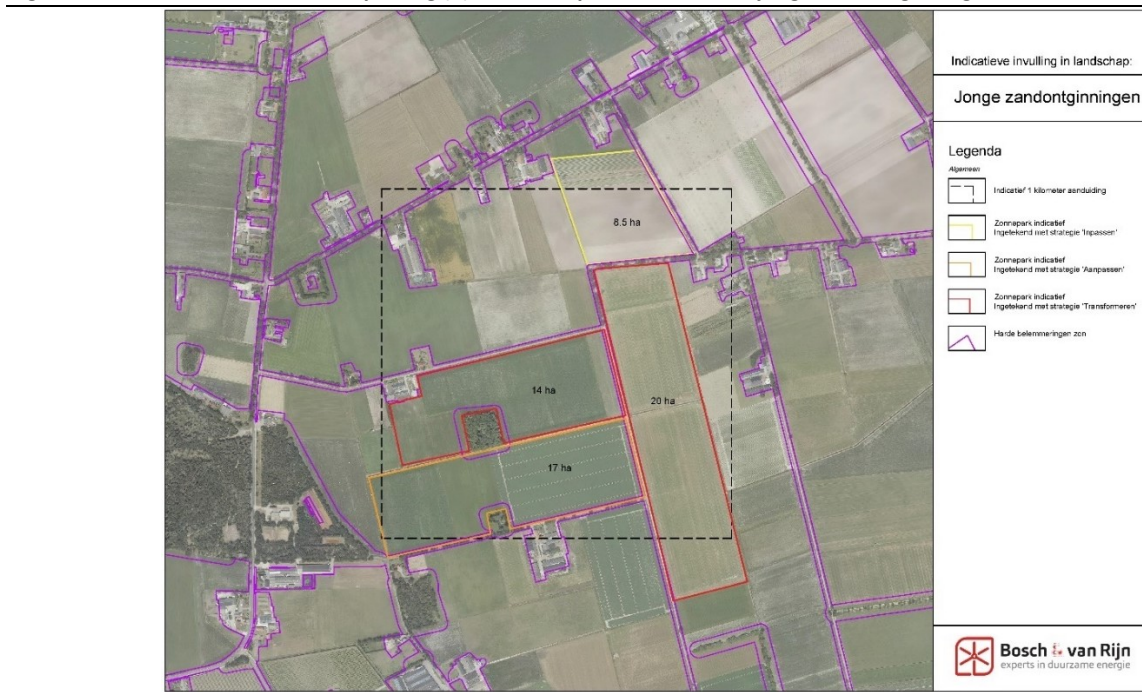 Indicatieve invulling in landschap:
Jonge zandontginningen
Legenda
Algemeen
Indicatief 1 kilometer aanduiding
Zonnepark indicatief
Ingetekend met strategie 'Inpassen'
Zonnepark indicatief
Ingetekend met strategie 'Aanpassen'
Zonnepark indicatief
Ingetekend met strategie 'Transformeren'
Harde belemmeringen zon
8.5 ha
14 ha
20 ha
17 ha
Bosch & van Rijn
experts in duurzame energie